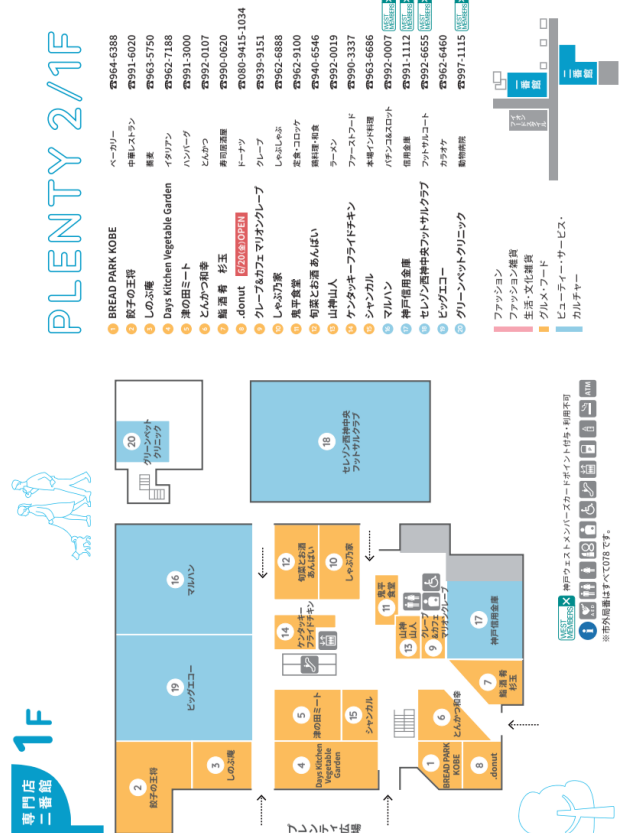 専門店
二番館
1F
PLENTY 2/1F
1 BREAD PARK KOBE ベーカリー ☎964-6388
2 餃子の王将 中華レストラン ☎991-6020
3 しのぶ庵 蕎麦 ☎963-5750
4 Days Kitchen Vegetable Garden イタリアン ☎962-7188
5 津の田ミート ハンバーグ ☎991-3000
6 とんかつ和幸 とんかつ ☎992-0107
7 鮨 酒 肴 杉玉 寿司居酒屋 ☎990-0620
8 .donut 6/20(金)OPEN ドーナツ ☎080-9415-1034
9 クレープ&カフェ マリオンクレープ クレープ ☎939-9151
10 しゃぶ乃家 しゃぶしゃぶ ☎962-6888
11 鬼平食堂 定食・コロッケ ☎962-9100
12 旬菜とお酒 あんばい 鶏料理・和食 ☎940-6546
13 山神山人 ラーメン ☎992-0019
14 ケンタッキーフライドチキン ファーストフード ☎990-3337
15 シャンカル 本場インド料理 ☎963-6686
16 マルハン パチンコ&スロット ☎992-0007 WEST MEMBERS
17 神戸信用金庫 信用金庫 ☎991-1112 WEST MEMBERS
18 セレゾン西神中央フットサルクラブ フットサルコート ☎992-6655 WEST MEMBERS
19 ビッグエコー カラオケ ☎962-6460
20 グリーンペットクリニック 動物病院 ☎997-1115 WEST MEMBERS
一番館
二番館
ファッション
ファッション雑貨
生活・文化雑貨
グルメ・フード
ビューティー・サービス・
カルチャー
20
グリーンペット
クリニック
18
セレゾン西神中央
フットサルクラブ
16
マルハン
19
ビッグエコー
2
餃子の王将
3
しのぶ庵
12
旬菜とお酒
あんばい
10
しゃぶ乃家
14
ケンタッキー
フライドチキン
5
津の田ミート
15
シャンカル
4
Days Kitchen
Vegetable
Garden
11
鬼平
食堂
13
山神
山人
9
クレープ
&カフェ
マリオンクレープ
17
神戸信用金庫
7
鮨 酒 肴
杉玉
6
とんかつ和幸
1
BREAD PARK
KOBE
8
.donut
プレンティ広場
WEST MEMBERS 神戸ウェストメンバーズカードポイント付与・利用不可
ATM
※市外局番はすべて078です。